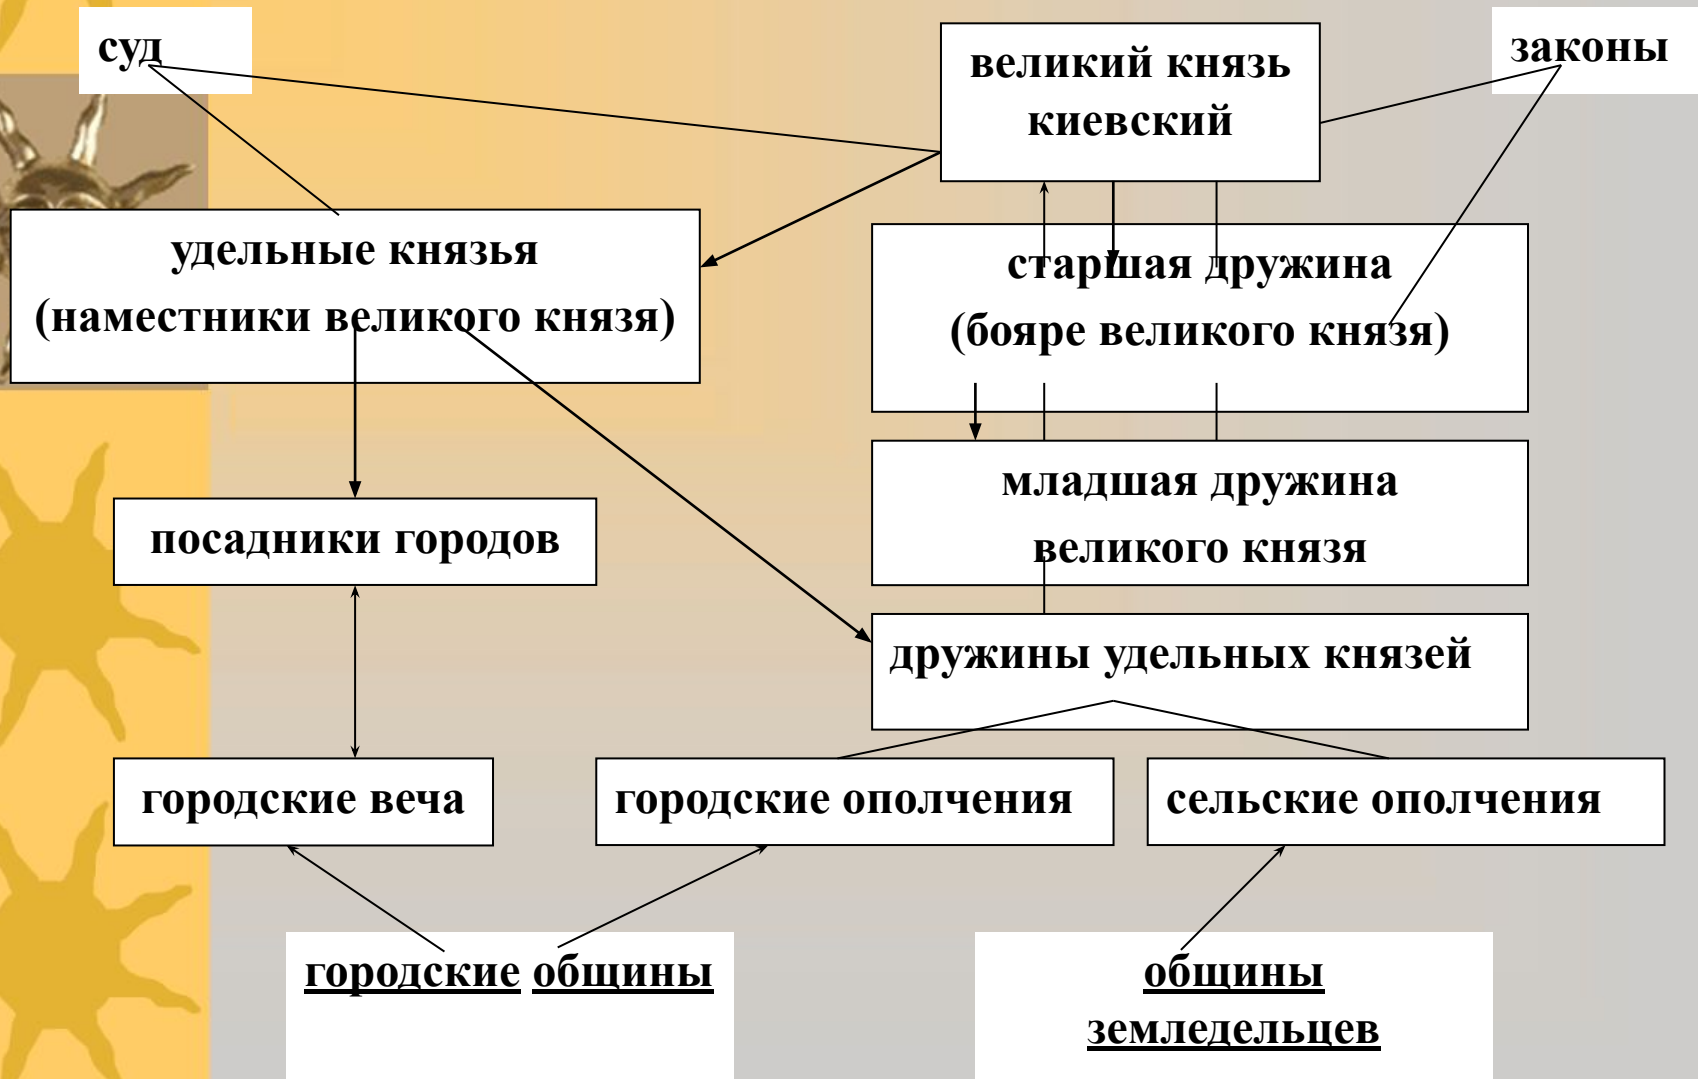 суд
великий князь
киевский
законы
удельные князья
(наместники великого князя)
старшая дружина
(бояре великого князя)
младшая дружина
великого князя
посадники городов
дружины удельных князей
городские веча
городские ополчения
сельские ополчения
городские общины
общины
земледельцев